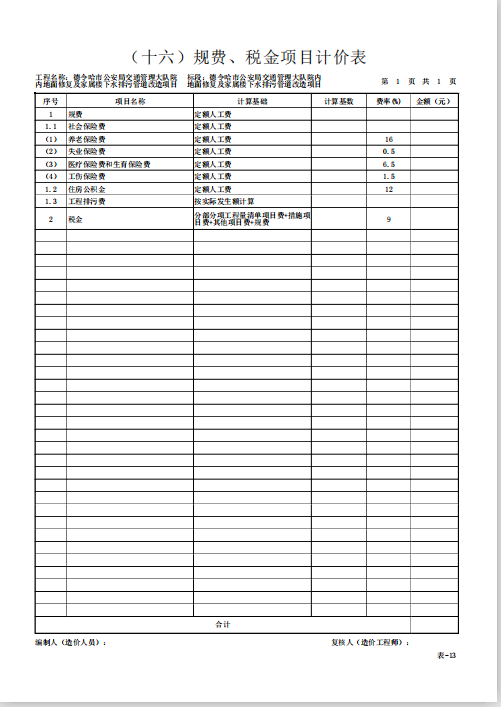 （十六）规费、税金项目计价表
工程名称：德令哈市公安局交通管理大队院
内地面修复及家属楼下水排污管道改造项目
标段：德令哈市公安局交通管理大队院内
地面修复及家属楼下水排污管道改造项目
第 1 页 共 1 页
序号 项目名称 计算基础 计算基数 费率(%) 金额（元）
1 规费 定额人工费
1.1 社会保险费 定额人工费
(1) 养老保险费 定额人工费 16
(2) 失业保险费 定额人工费 0.5
(3) 医疗保险费和生育保险费 定额人工费 6.5
(4) 工伤保险费 定额人工费 1.5
1.2 住房公积金 定额人工费 12
1.3 工程排污费 按实际发生额计算
2 税金 分部分项工程量清单项目费+措施项
目费+其他项目费+规费 9
合计
编制人（造价人员）： 复核人（造价工程师）：
表-13